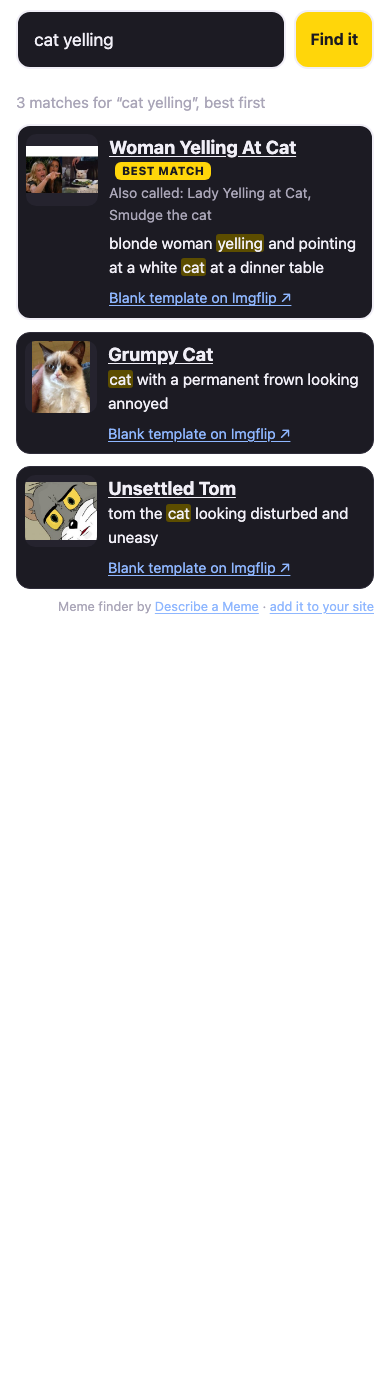 cat yelling
Find it
3 matches for “cat yelling”, best first
Woman Yelling At Cat
BEST MATCH
Also called: Lady Yelling at Cat,
Smudge the cat
blonde woman yelling and pointing
at a white cat at a dinner table
Blank template on Imgflip ↗
Grumpy Cat
cat with a permanent frown looking
annoyed
Blank template on Imgflip ↗
Unsettled Tom
tom the cat looking disturbed and
uneasy
Blank template on Imgflip ↗
Meme finder by Describe a Meme · add it to your site